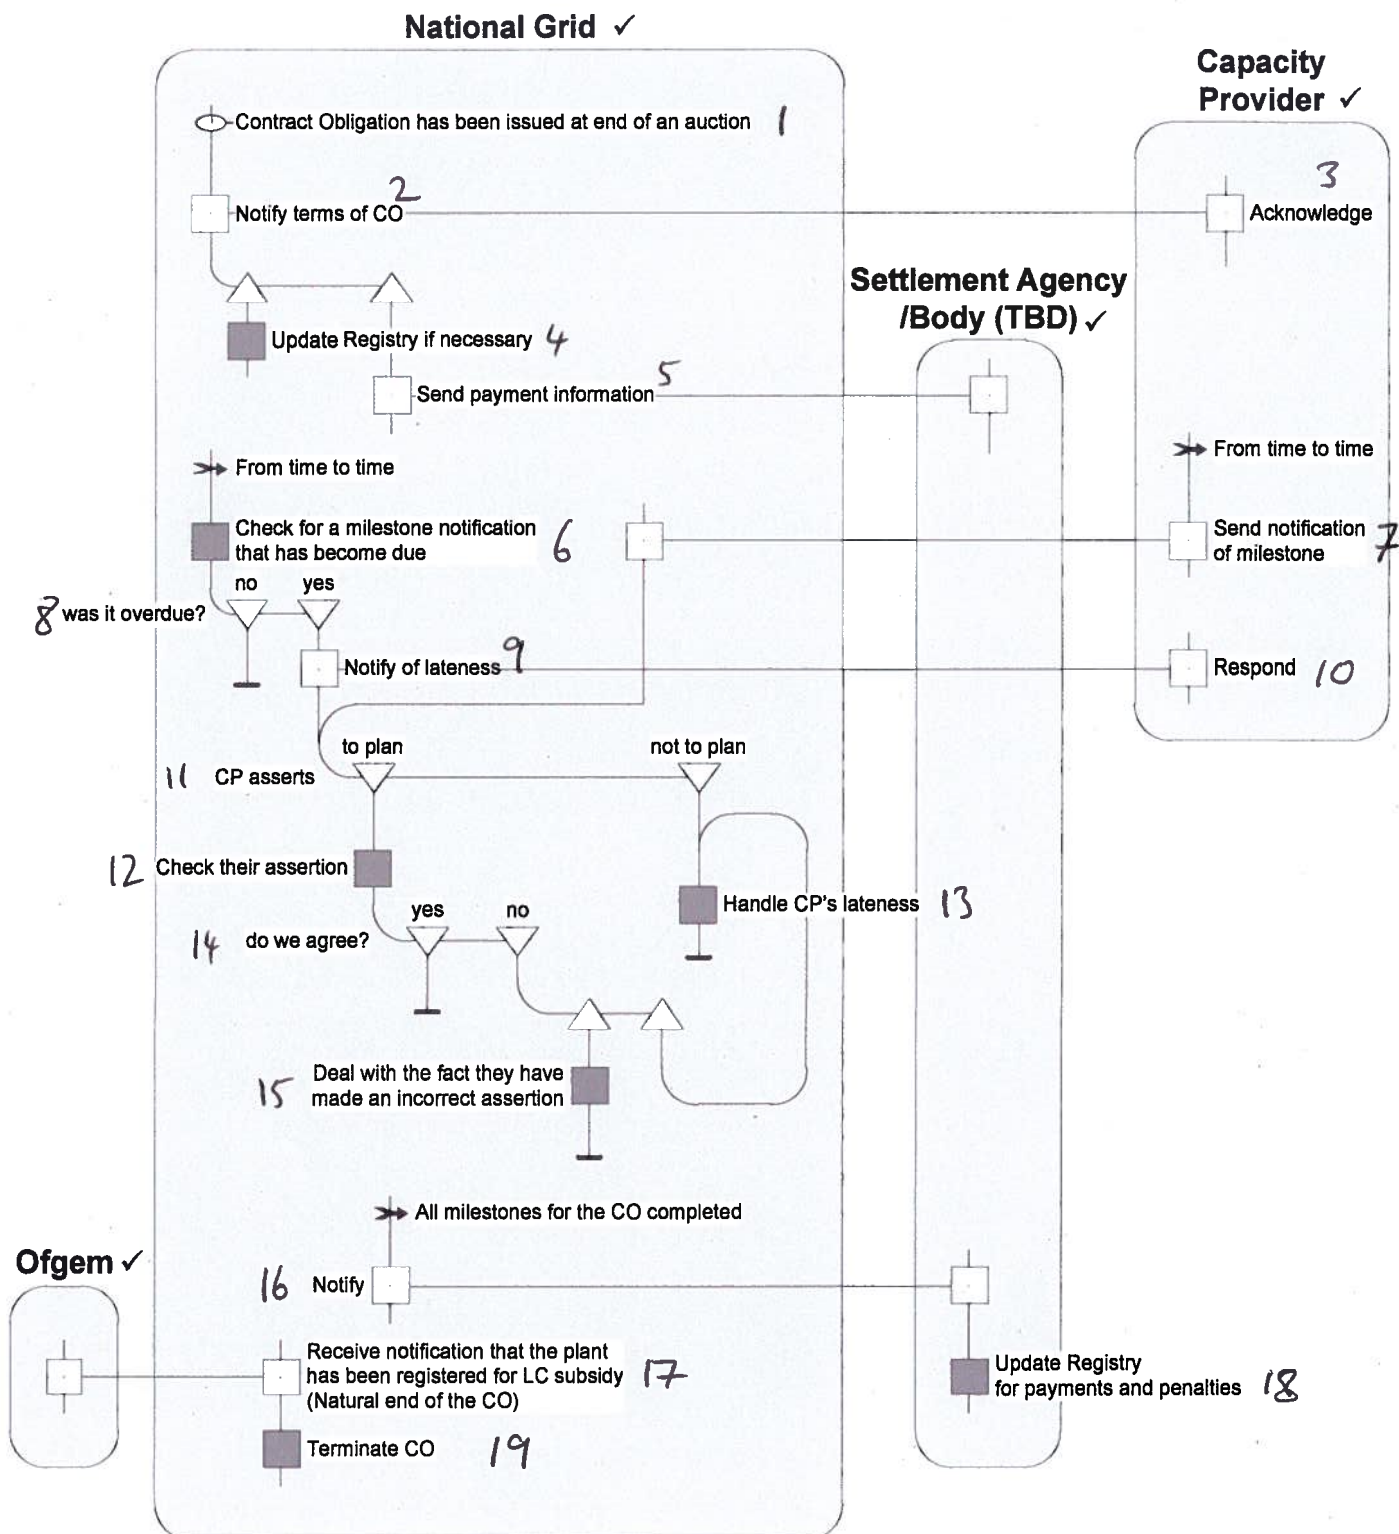 National Grid ✓
Capacity
Provider ✓
Contract Obligation has been issued at end of an auction 1
2
Notify terms of CO
3
Acknowledge
Settlement Agency
/Body (TBD) ✓
Update Registry if necessary 4
Send payment information 5
From time to time
From time to time
Check for a milestone notification
that has become due 6
Send notification
of milestone 7
no yes
8 was it overdue?
Notify of lateness 9
Respond 10
to plan not to plan
11 CP asserts
12 Check their assertion
Handle CP's lateness 13
yes no
14 do we agree?
15 Deal with the fact they have
made an incorrect assertion
All milestones for the CO completed
Ofgem ✓
16 Notify
Receive notification that the plant
has been registered for LC subsidy 17
(Natural end of the CO)
Update Registry
for payments and penalties 18
Terminate CO 19